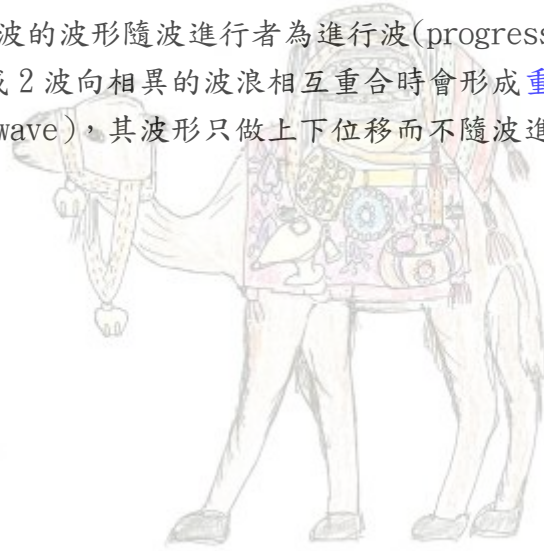 波的波形隨波進行者為進行波(progress
2 波向相異的波浪相互重合時會形成重
wave),其波形只做上下位移而不隨波進